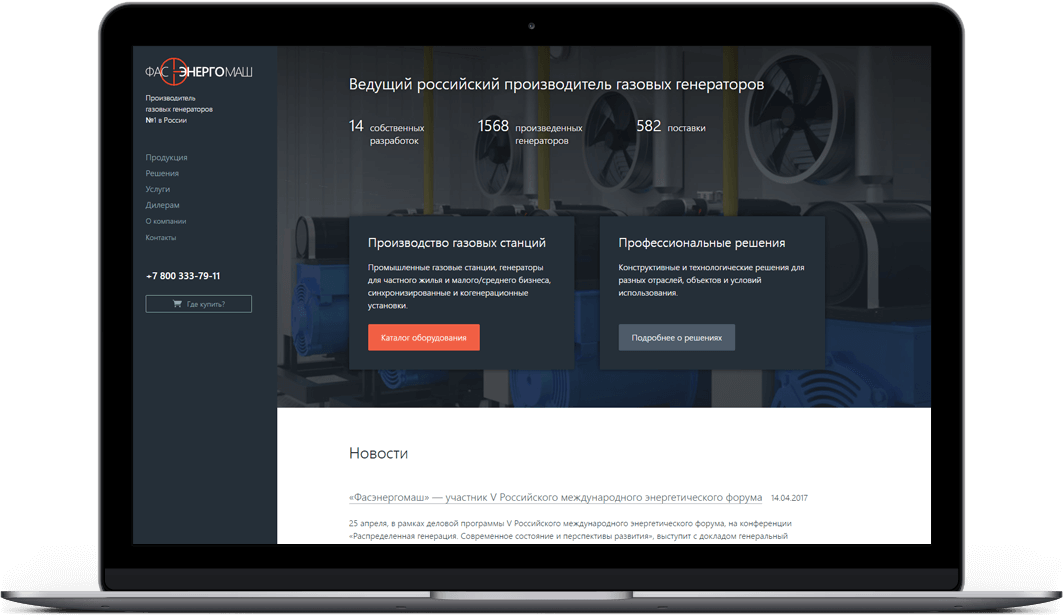 ФАС ЭНЕРГОМАШ
Производитель
газовых генераторов
№1 в России
Продукция
Решения
Услуги
Дилерам
О компании
Контакты
+7 800 333-79-11
Где купить?
Ведущий российский производитель газовых генераторов
14 собственных
разработок
1568 произведенных
генераторов
582 поставки
Производство газовых станций
Промышленные газовые станции, генераторы
для частного жилья и малого/среднего бизнеса,
синхронизированные и когенерационные
установки.
Каталог оборудования
Профессиональные решения
Конструктивные и технологические решения для
разных отраслей, объектов и условий
использования.
Подробнее о решениях
Новости
«Фасэнергомаш» — участник V Российского международного энергетического форума 14.04.2017
25 апреля, в рамках деловой программы V Российского международного энергетического форума, на конференции
«Распределенная генерация. Современное состояние и перспективы развития», выступит с докладом генеральный